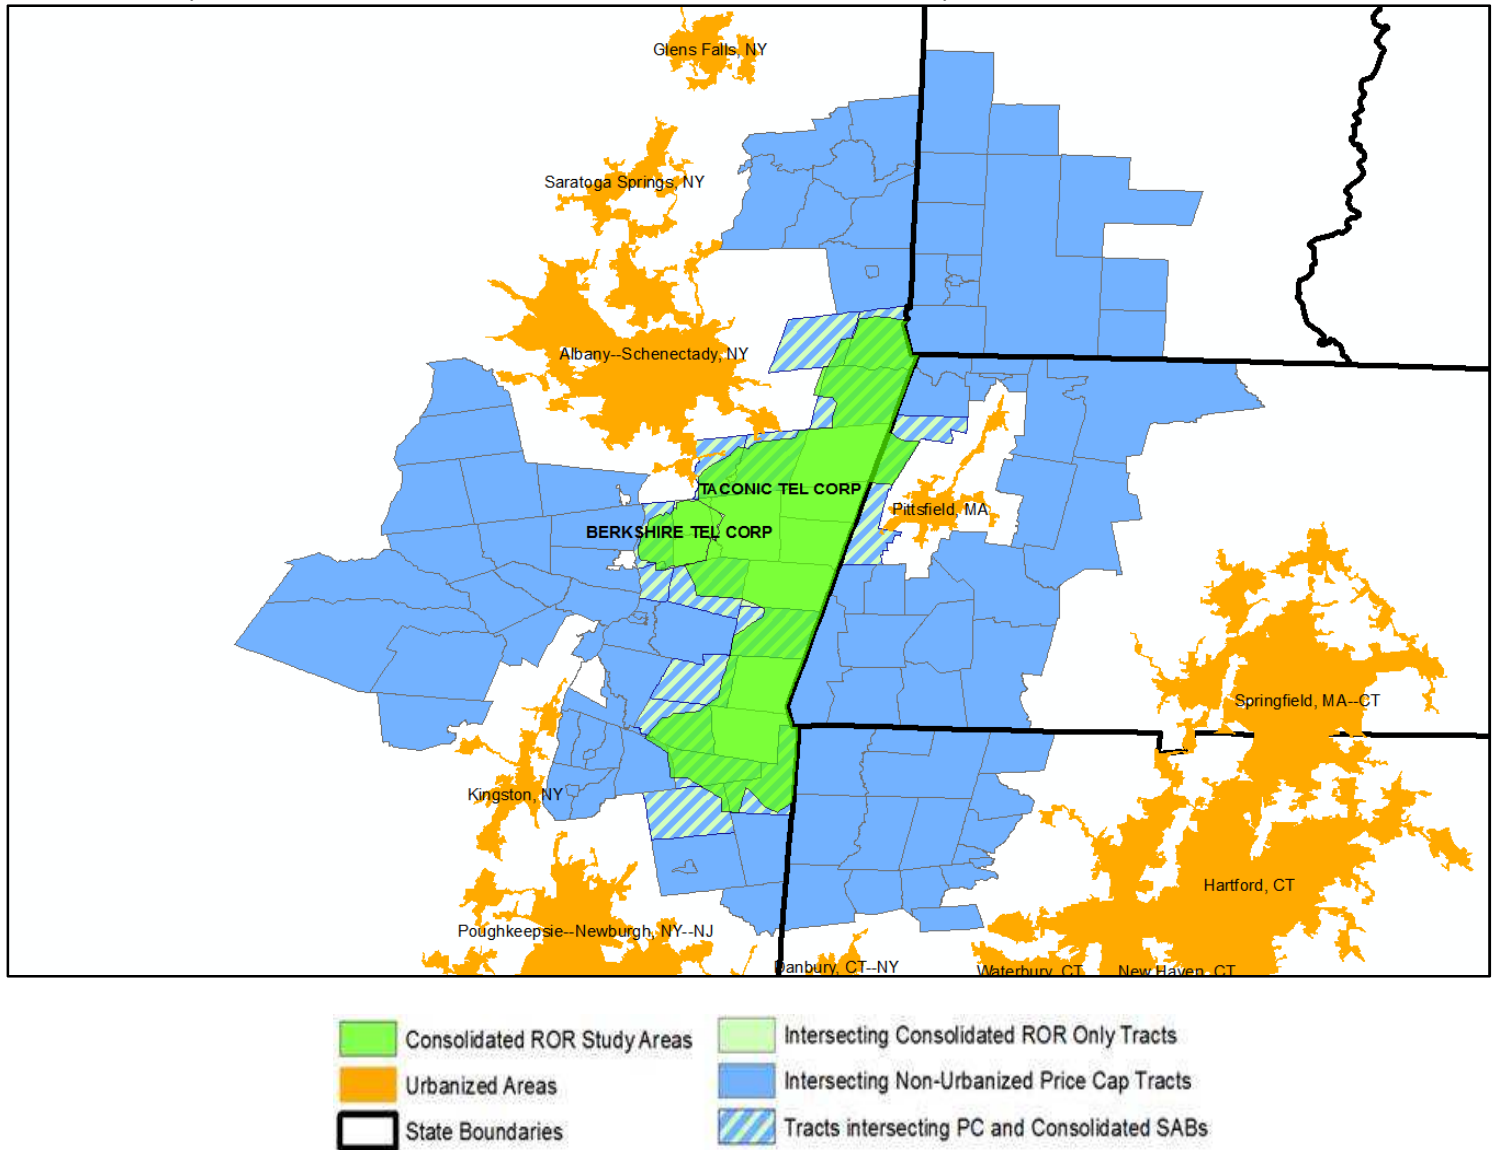 Glens Falls, NY
Saratoga Springs, NY
Albany--Schenectady, NY
TACONIC TEL CORP
Pittsfield, MA
BERKSHIRE TEL CORP
Springfield, MA--CT
Kingston, NY
Hartford, CT
Poughkeepsie--Newburgh, NY--NJ
Danbury, CT--NY
Waterbury, CT
New Haven, CT
Consolidated ROR Study Areas
Urbanized Areas
State Boundaries
Intersecting Consolidated ROR Only Tracts
Intersecting Non-Urbanized Price Cap Tracts
Tracts intersecting PC and Consolidated SABs